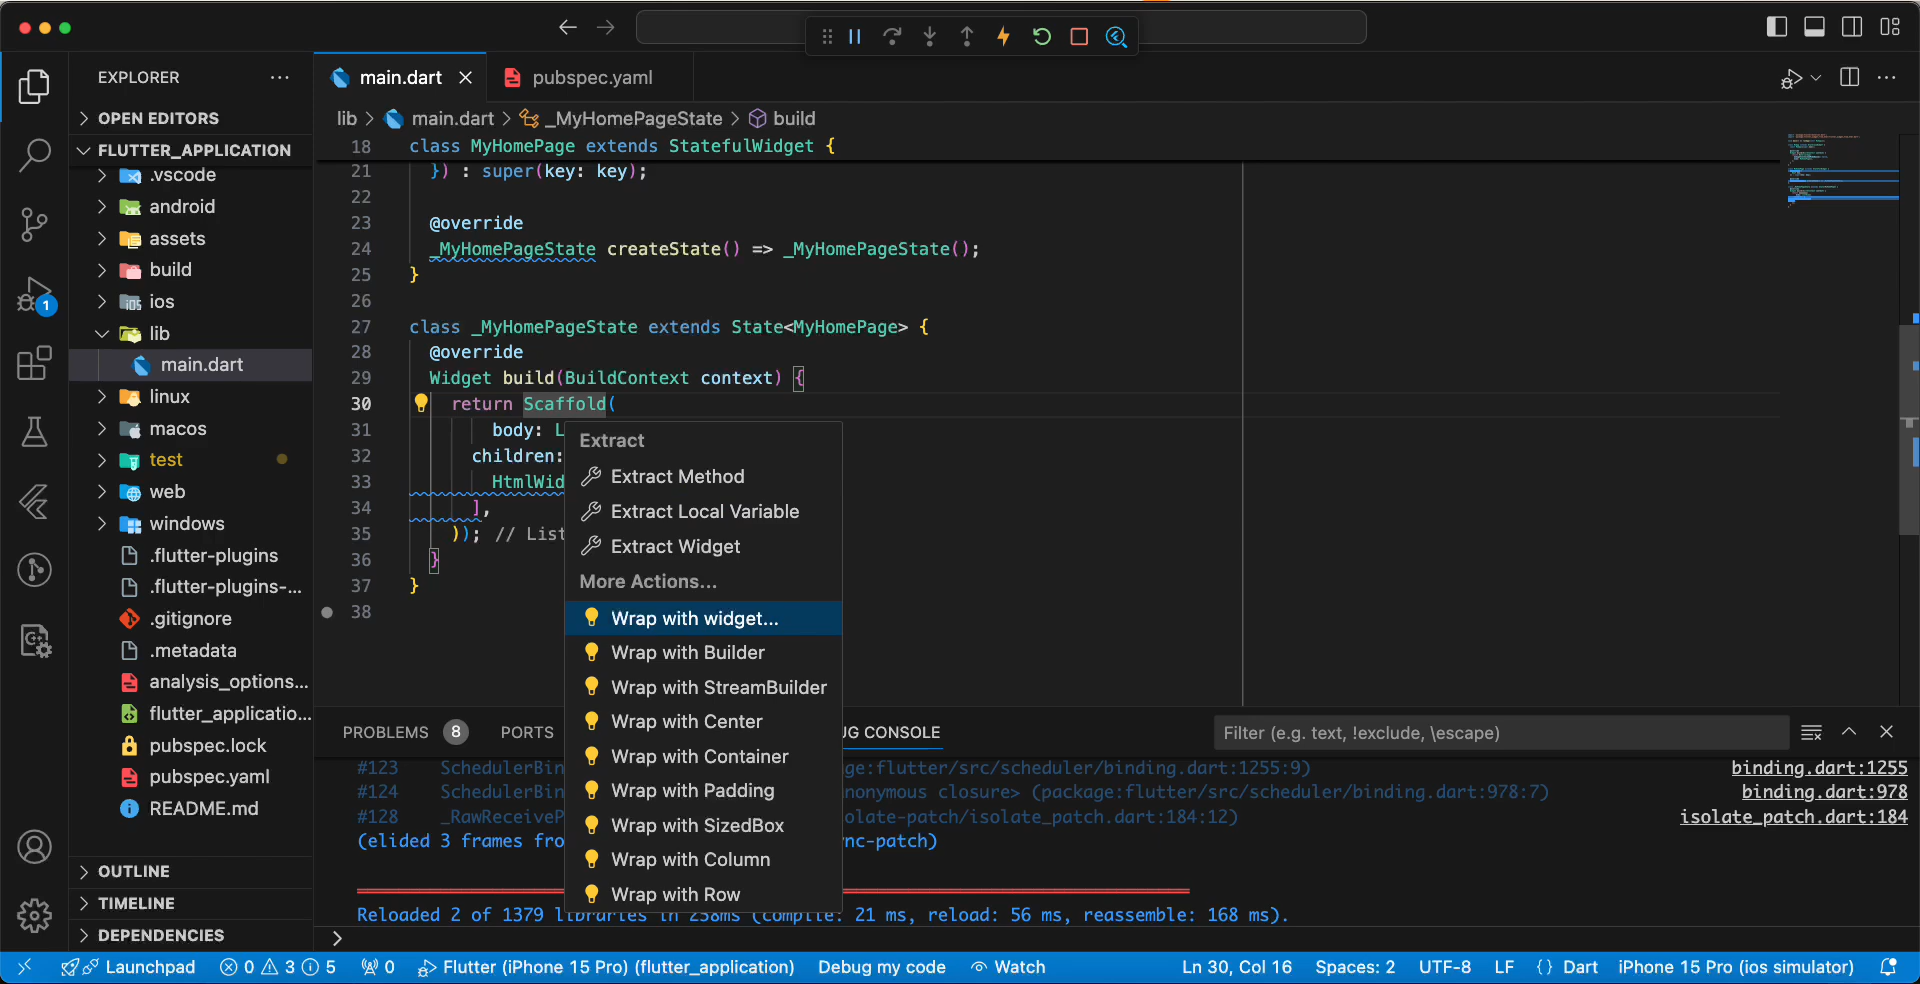 EXPLORER
OPEN EDITORS
FLUTTER_APPLICATION
.vscode
android
assets
build
ios
lib
main.dart
linux
macos
test
web
windows
.flutter-plugins
.flutter-plugins-...
.gitignore
.metadata
analysis_options...
flutter_applicatio...
pubspec.lock
pubspec.yaml
README.md
OUTLINE
TIMELINE
DEPENDENCIES
1
main.dart
pubspec.yaml
lib > main.dart > _MyHomePageState > build
18 class MyHomePage extends StatefulWidget {
21 }) : super(key: key);
22
23 @override
24 _MyHomePageState createState() => _MyHomePageState();
25 }
26
27 class _MyHomePageState extends State<MyHomePage> {
28 @override
29 Widget build(BuildContext context) {
30 return Scaffold(
31 body: L
32 children:
33 HtmlWid
34 ],
35 )); // List
36 }
37 }
38
Extract
Extract Method
Extract Local Variable
Extract Widget
More Actions...
Wrap with widget...
Wrap with Builder
Wrap with StreamBuilder
Wrap with Center
Wrap with Container
Wrap with Padding
Wrap with SizedBox
Wrap with Column
Wrap with Row
PROBLEMS 8 PORTS UG CONSOLE
Filter (e.g. text, !exclude, \escape)
#123 SchedulerBin ge:flutter/src/scheduler/binding.dart:1255:9) binding.dart:1255
#124 SchedulerBin nonymous closure> (package:flutter/src/scheduler/binding.dart:978:7) binding.dart:978
#128 _RawReceiveP olate-patch/isolate_patch.dart:184:12) isolate_patch.dart:184
(elided 3 frames fro nc-patch)
Reloaded 2 of 1379 libraries in 258ms (compile: 21 ms, reload: 56 ms, reassemble: 168 ms).
Launchpad 0 3 5 0 Flutter (iPhone 15 Pro) (flutter_application) Debug my code Watch Ln 30, Col 16 Spaces: 2 UTF-8 LF {} Dart iPhone 15 Pro (ios simulator)